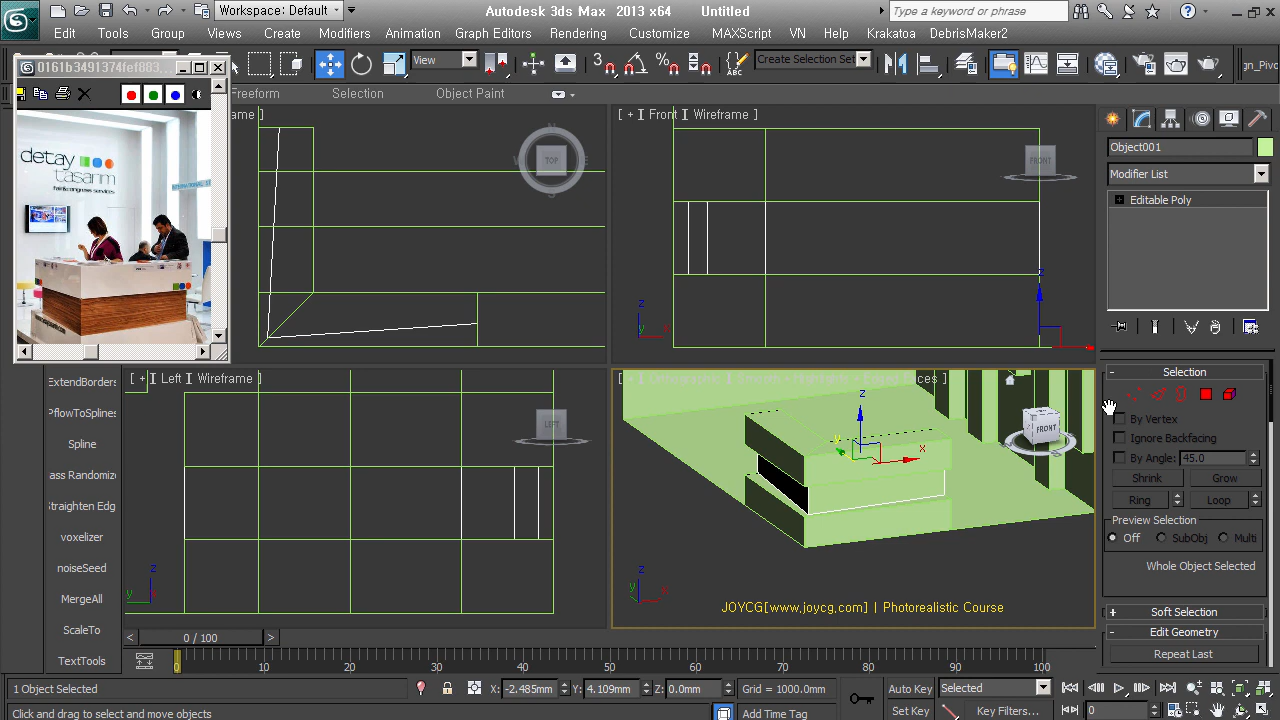 Workspace: Default
Autodesk 3ds Max  2013 x64    Untitled
Type a keyword or phrase
Edit
Tools
Group
Views
Create
Modifiers
Animation
Graph Editors
Rendering
Customize
MAXScript
VN
Help
Krakatoa
DebrisMaker2
View
Create Selection Set
Freeform
Selection
Object Paint
detay
tasarım
TOP
[ + ] Front ] Wireframe ]
FRONT
Object001
Modifier List
Editable Poly
[ + ] Left ] Wireframe ]
LEFT
FRONT
JOYCG[www.joycg.com] | Photorealistic Course
ExtendBorders
Spline
voxelizer
noiseSeed
MergeAll
ScaleTo
TextTools
Selection
By Vertex
Ignore Backfacing
By Angle: 45.0
Shrink
Grow
Ring
Loop
Preview Selection
Off
SubObj
Multi
Whole Object Selected
Soft Selection
Edit Geometry
Repeat Last
0 / 100
0 10 20 30 40 50 60 70 80 90 100
1 Object Selected
X: -2.485mm
Y: 4.109mm
Z: 0.0mm
Grid = 1000.0mm
Auto Key
Selected
Click and drag to select and move objects
Add Time Tag
Set Key
Key Filters...
0